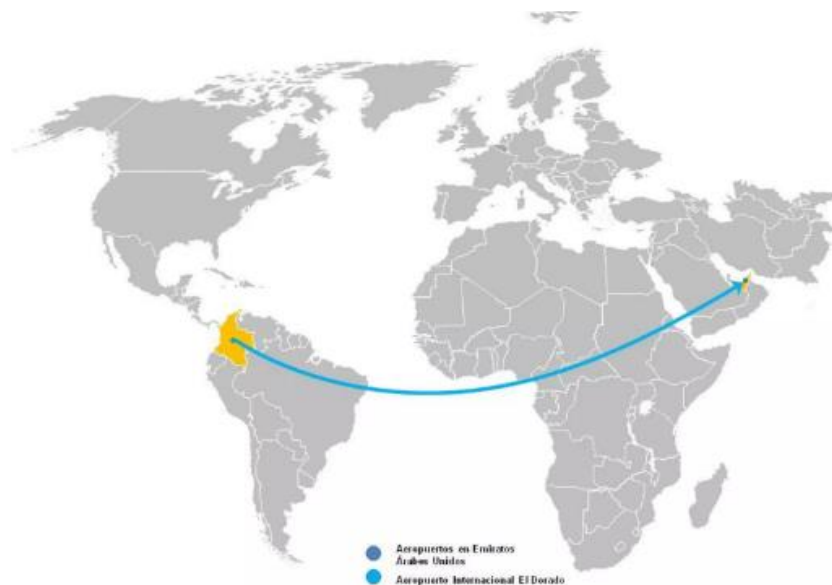 Aeropuertos en Emiratos
Árabes Unidos
Aeropuerto Internacional El Dorado